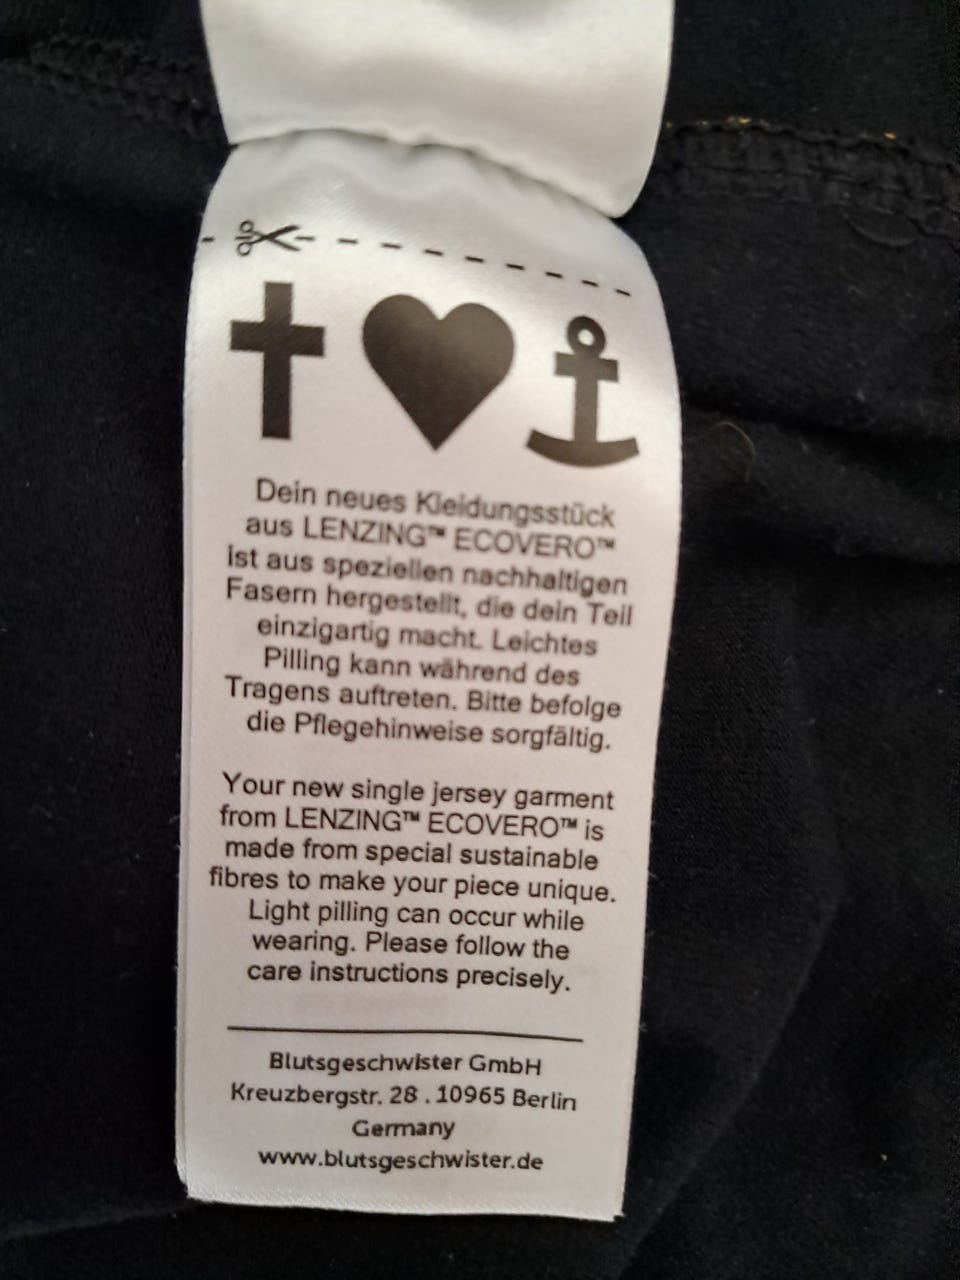 Dein neues Kleidungsstück
aus LENZING™ ECOVERO™
ist aus speziellen nachhaltigen
Fasern hergestellt, die dein Teil
einzigartig macht. Leichtes
Pilling kann während des
Tragens auftreten. Bitte befolge
die Pflegehinweise sorgfältig.
Your new single jersey garment
from LENZING™ ECOVERO™ is
made from special sustainable
fibres to make your piece unique.
Light pilling can occur while
wearing. Please follow the
care instructions precisely.
Blutsgeschwister GmbH
Kreuzbergstr. 28 . 10965 Berlin
Germany
www.blutsgeschwister.de